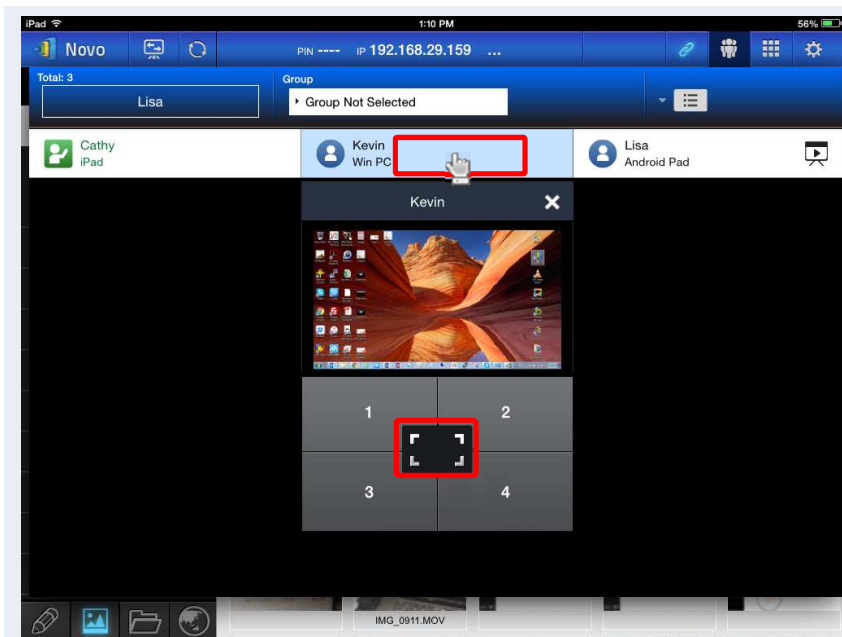 iPad 1:10 PM 56%
Novo PIN ---- IP 192.168.29.159 ...
Total: 3
Lisa
Group
Group Not Selected
Cathy
iPad
Kevin
Win PC
Lisa
Android Pad
Kevin
1 2
3 4
IMG_0911.MOV